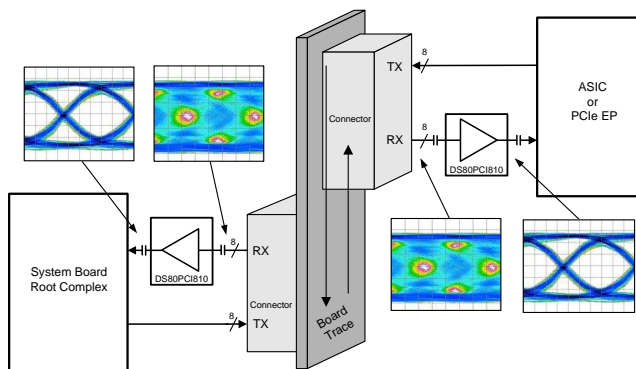 TX
8
ASIC
or
PCIe EP
Connector
RX
8
DS80PCI810
System Board
Root Complex
DS80PCI810
8
RX
Connector
8
TX
Board
Trace